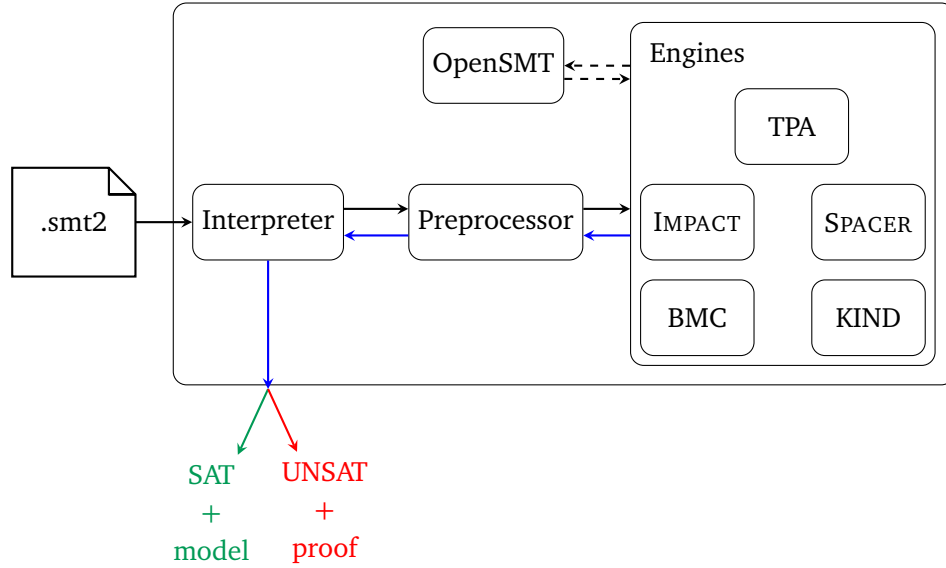 OpenSMT
Engines
TPA
.smt2
Interpreter
Preprocessor
IMPACT
SPACER
BMC
KIND
SAT
+
model
UNSAT
+
proof